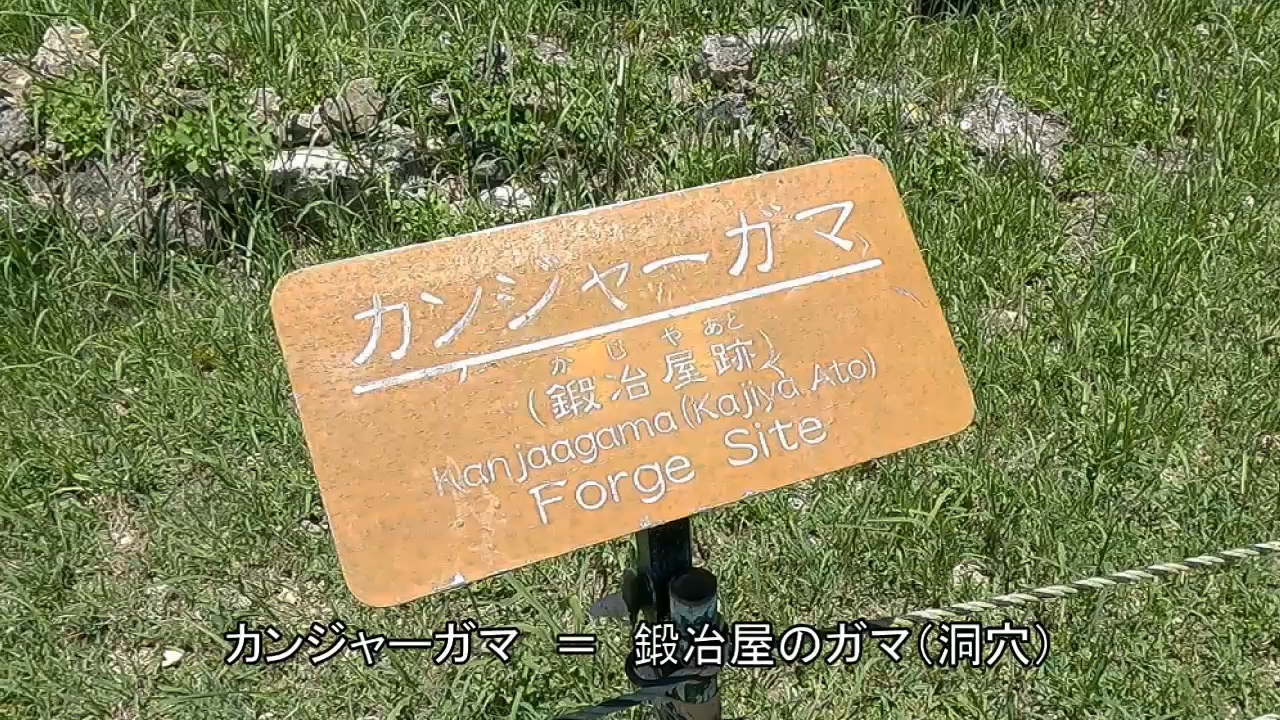 カンジャーガマ
かじやあと
(鍛冶屋跡)
Kanjaagama(Kajiya Ato)
Forge Site
カンジャーガマ = 鍛冶屋のガマ(洞穴)